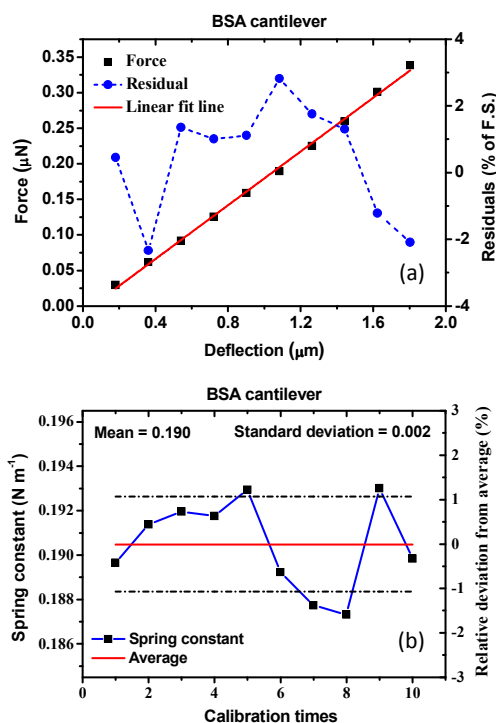 BSA cantilever
0.35
0.30
0.25
0.20
0.15
0.10
0.05
0.00
Force (μN)
Force
Residual
Linear fit line
(a)
4
2
0
-2
-4
Residuals (% of F.S.)
0.0 0.4 0.8 1.2 1.6 2.0
Deflection (μm)
BSA cantilever
0.196
0.194
0.192
0.190
0.188
0.186
Spring constant (N m⁻¹)
Mean = 0.190 Standard deviation = 0.002
Spring constant
Average
(b)
3
2
1
0
-1
-2
-3
Relative deviation from average (%)
0 2 4 6 8 10
Calibration times